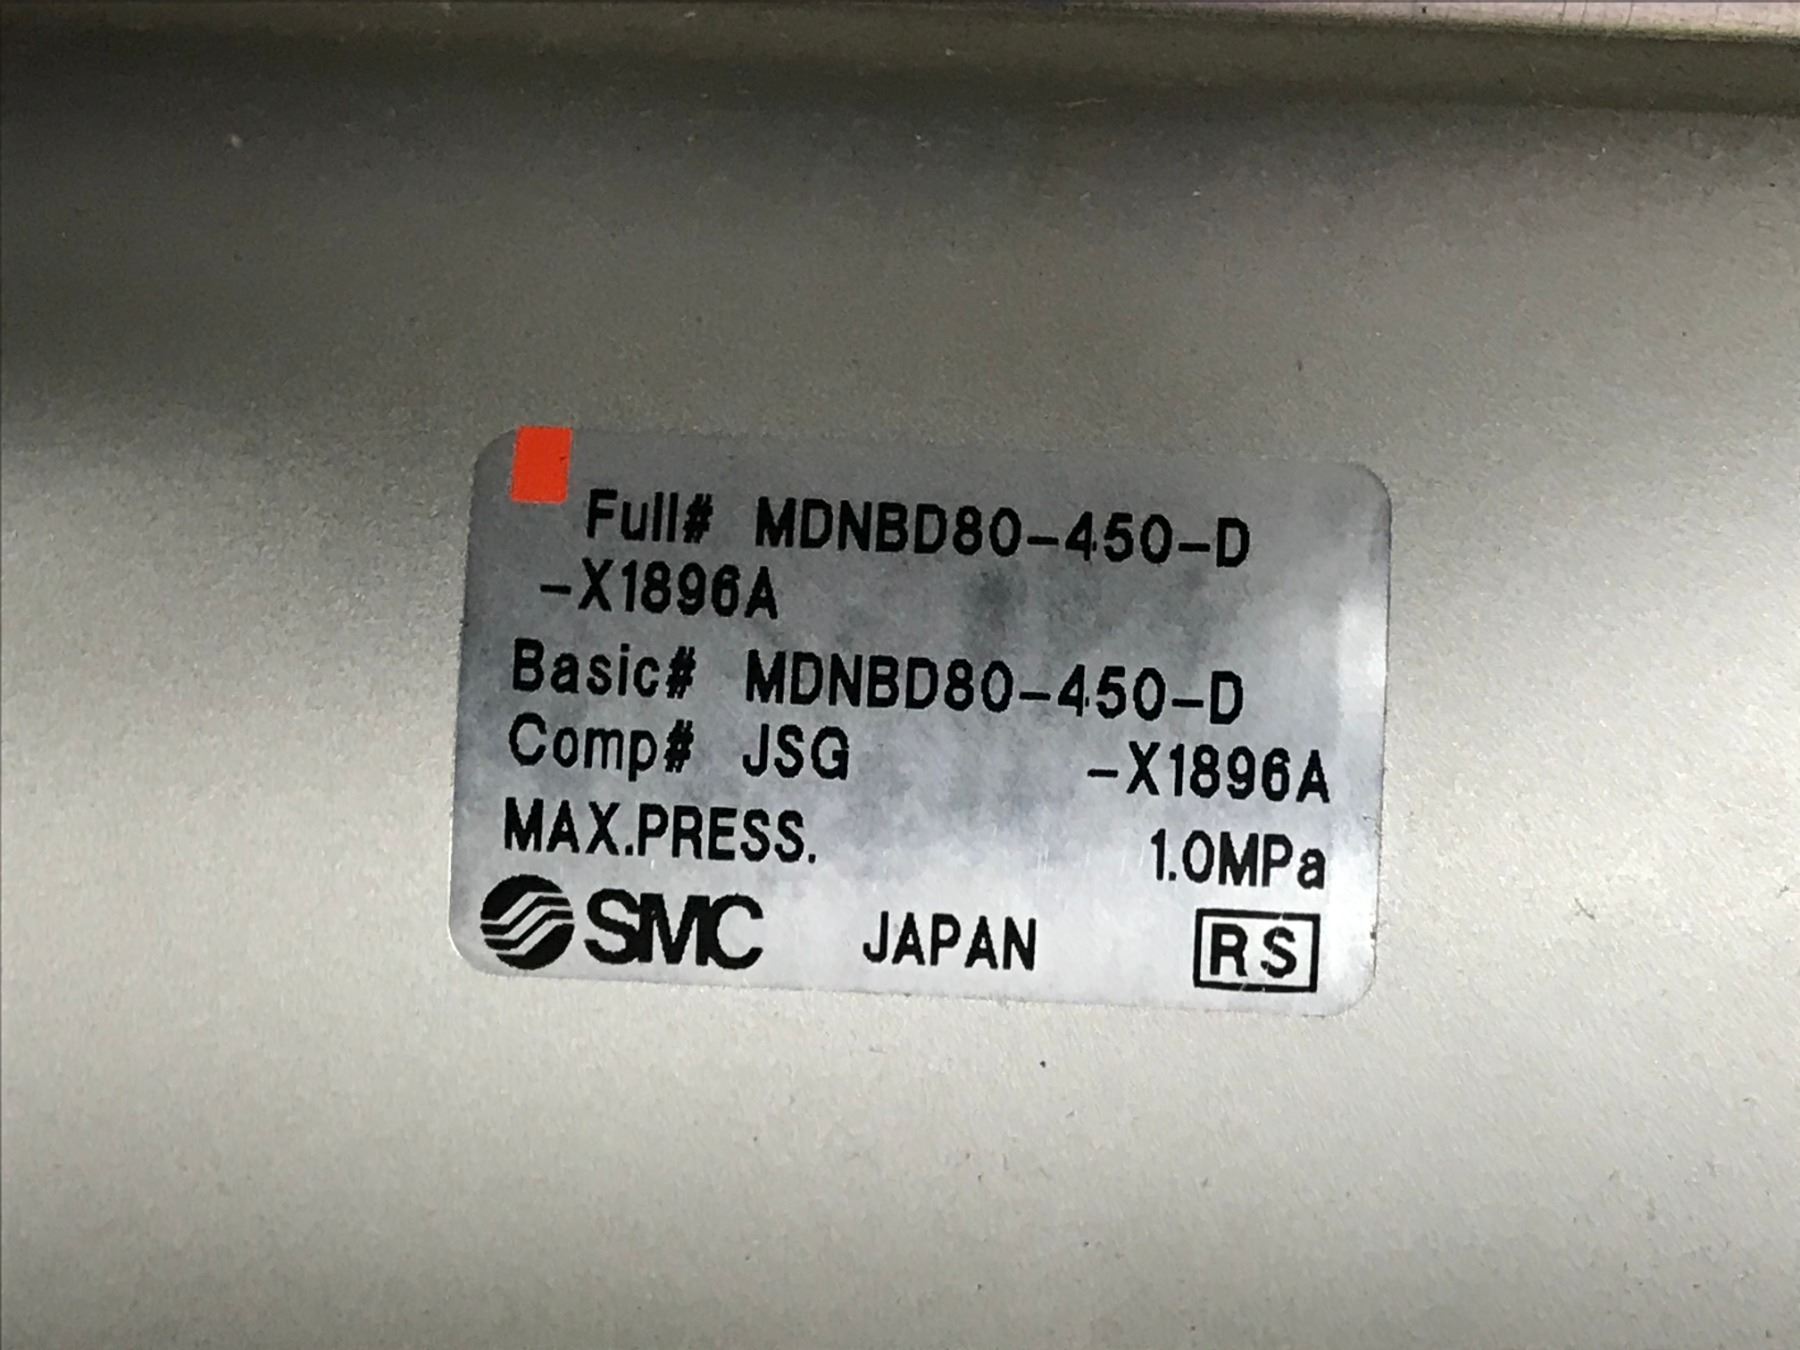 Full# MDNBD80-450-D
-X1896A
Basic# MDNBD80-450-D
Comp# JSG -X1896A
MAX.PRESS. 1.0MPa
SMC JAPAN RS